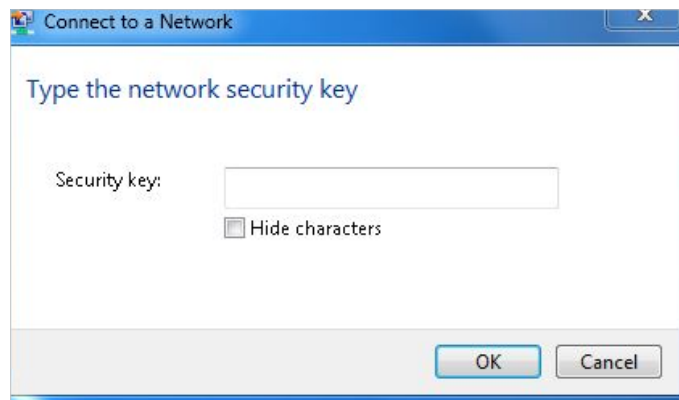 Connect to a Network
Type the network security key
Security key:
Hide characters
OK Cancel